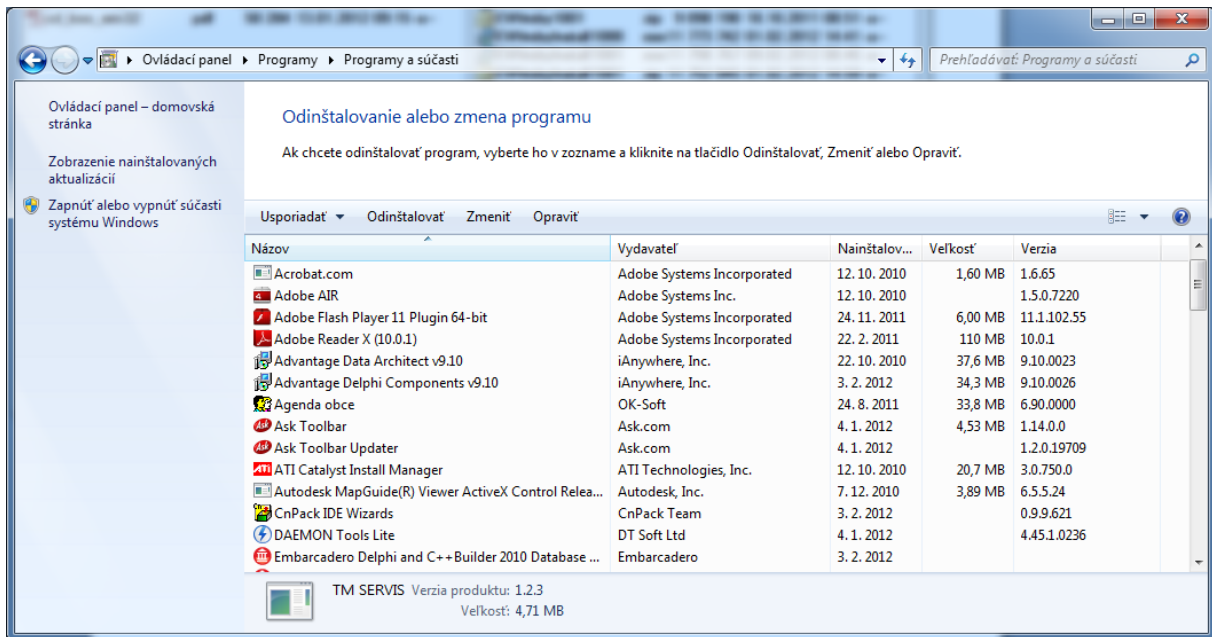 Ovládací panel ▸ Programy ▸ Programy a súčasti
Prehľadávať: Programy a súčasti
Ovládací panel – domovská
stránka
Zobrazenie nainštalovaných
aktualizácií
Zapnúť alebo vypnúť súčasti
systému Windows
Odinštalovanie alebo zmena programu
Ak chcete odinštalovať program, vyberte ho v zozname a kliknite na tlačidlo Odinštalovať, Zmeniť alebo Opraviť.
Usporiadať Odinštalovať Zmeniť Opraviť
Názov Vydavateľ Nainštalov... Veľkosť Verzia
Acrobat.com Adobe Systems Incorporated 12. 10. 2010 1,60 MB 1.6.65
Adobe AIR Adobe Systems Inc. 12. 10. 2010 1.5.0.7220
Adobe Flash Player 11 Plugin 64-bit Adobe Systems Incorporated 24. 11. 2011 6,00 MB 11.1.102.55
Adobe Reader X (10.0.1) Adobe Systems Incorporated 22. 2. 2011 110 MB 10.0.1
Advantage Data Architect v9.10 iAnywhere, Inc. 22. 10. 2010 37,6 MB 9.10.0023
Advantage Delphi Components v9.10 iAnywhere, Inc. 3. 2. 2012 34,3 MB 9.10.0026
Agenda obce OK-Soft 24. 8. 2011 33,8 MB 6.90.0000
Ask Toolbar Ask.com 4. 1. 2012 4,53 MB 1.14.0.0
Ask Toolbar Updater Ask.com 4. 1. 2012 1.2.0.19709
ATI Catalyst Install Manager ATI Technologies, Inc. 12. 10. 2010 20,7 MB 3.0.750.0
Autodesk MapGuide(R) Viewer ActiveX Control Relea... Autodesk, Inc. 7. 12. 2010 3,89 MB 6.5.5.24
CnPack IDE Wizards CnPack Team 3. 2. 2012 0.9.9.621
DAEMON Tools Lite DT Soft Ltd 4. 1. 2012 4.45.1.0236
Embarcadero Delphi and C++Builder 2010 Database ... Embarcadero 3. 2. 2012
TM SERVIS Verzia produktu: 1.2.3
Veľkosť: 4,71 MB